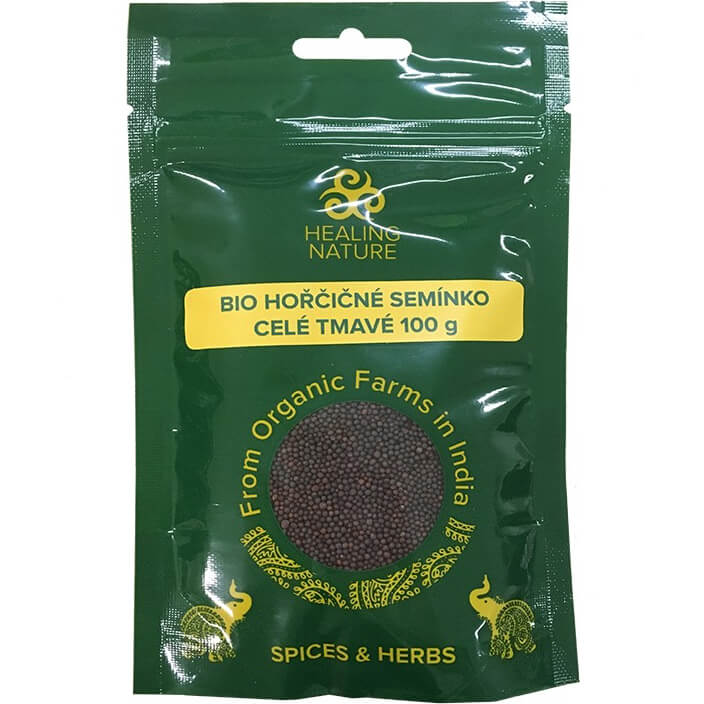 HEALING
NATURE
BIO HOŘČIČNÉ SEMÍNKO
CELÉ TMAVÉ 100 g
From Organic Farms in India
SPICES & HERBS